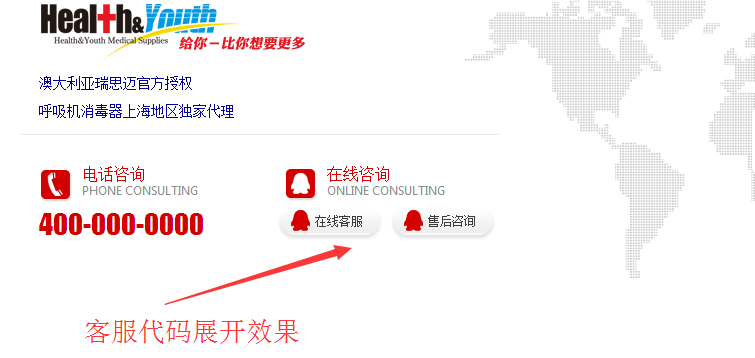 Health&Youth
Health&Youth Medical Supplies
给你－比你想要更多
澳大利亚瑞思迈官方授权
呼吸机消毒器上海地区独家代理
电话咨询
PHONE CONSULTING
400-000-0000
在线咨询
ONLINE CONSULTING
在线客服
售后咨询
客服代码展开效果